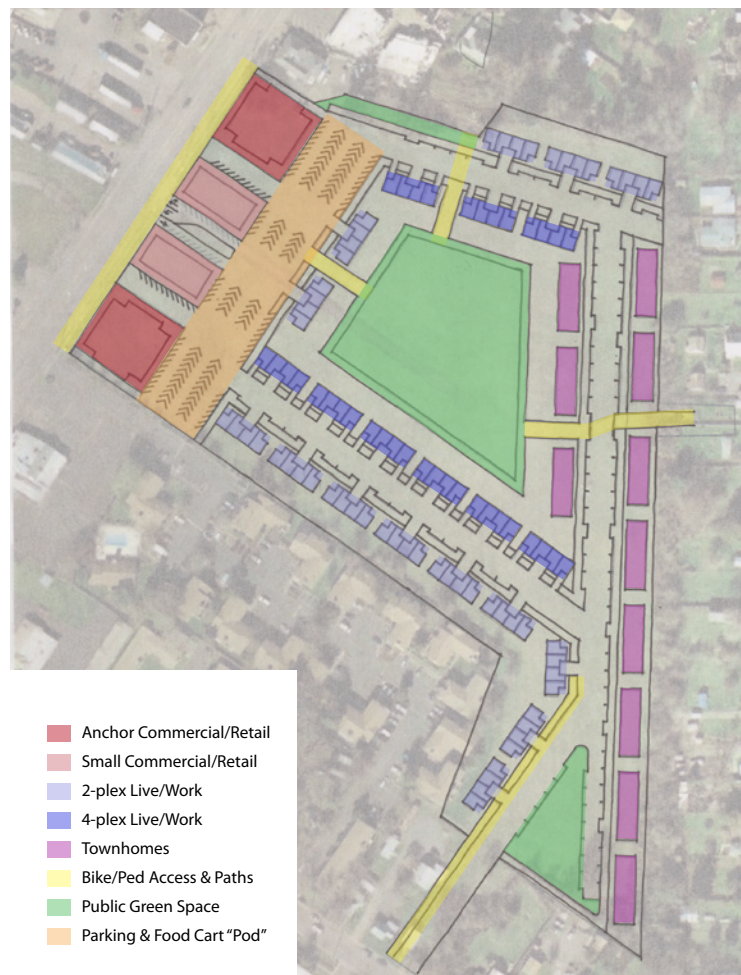 Anchor Commercial/Retail
Small Commercial/Retail
2-plex Live/Work
4-plex Live/Work
Townhomes
Bike/Ped Access & Paths
Public Green Space
Parking & Food Cart “Pod”